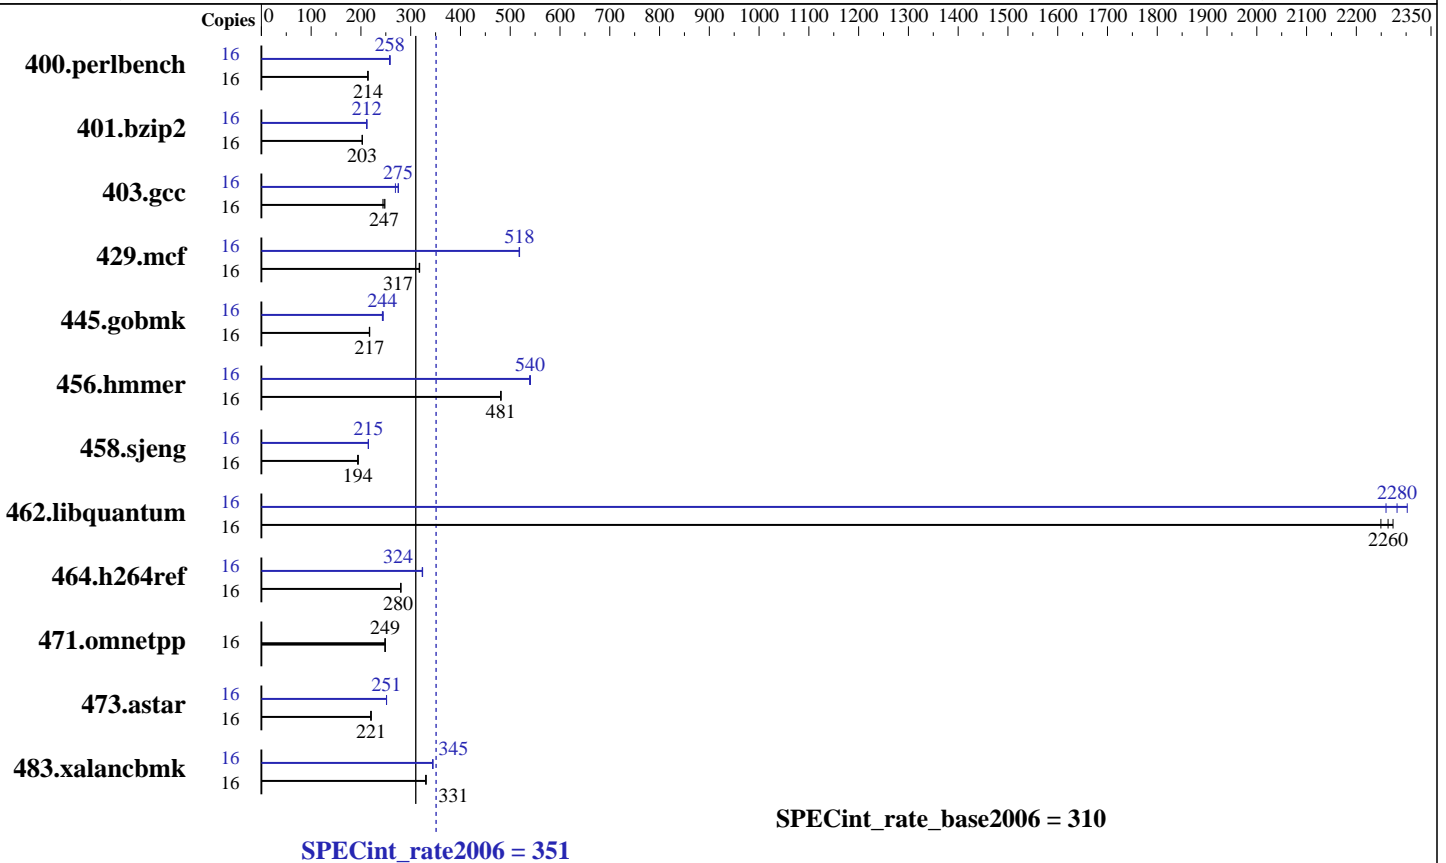 Copies 0 100 200 300 400 500 600 700 800 900 1000 1100 1200 1300 1400 1500 1600 1700 1800 1900 2000 2100 2200 2350
400.perlbench
16 258
16 214
401.bzip2
16 212
16 203
403.gcc
16 275
16 247
429.mcf
16 518
16 317
445.gobmk
16 244
16 217
456.hmmer
16 540
16 481
458.sjeng
16 215
16 194
462.libquantum
16 2280
16 2260
464.h264ref
16 324
16 280
471.omnetpp
16 249
473.astar
16 251
16 221
483.xalancbmk
16 345
16 331
SPECint_rate_base2006 = 310
SPECint_rate2006 = 351